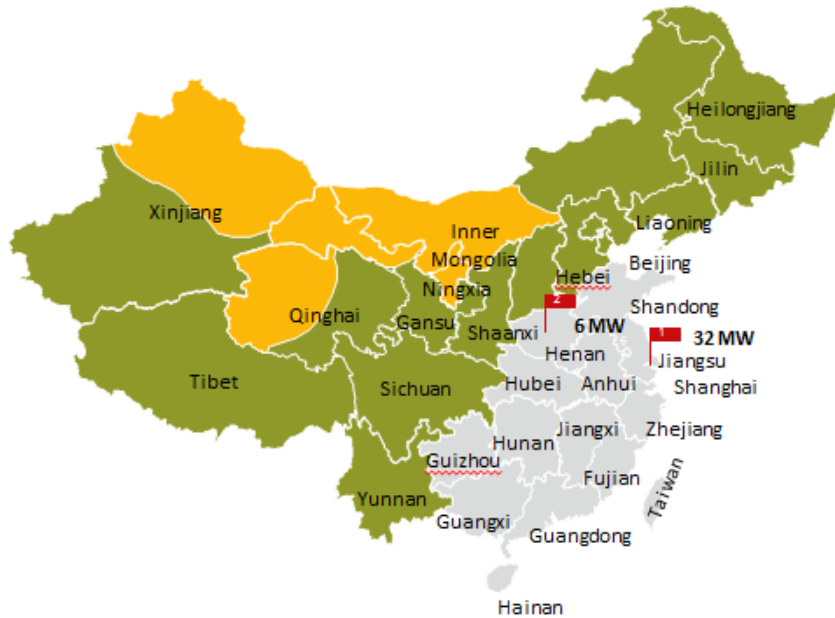 Heilongjiang
Jilin
Xinjiang
Liaoning
Inner
Mongolia
Beijing
Hebei
Ningxia
2
Shandong
Qinghai
Gansu
Shaanxi
6 MW
1
32 MW
Henan
Jiangsu
Tibet
Sichuan
Hubei
Anhui
Shanghai
Hunan
Jiangxi
Zhejiang
Guizhou
Fujian
Taiwan
Yunnan
Guangxi
Guangdong
Hainan